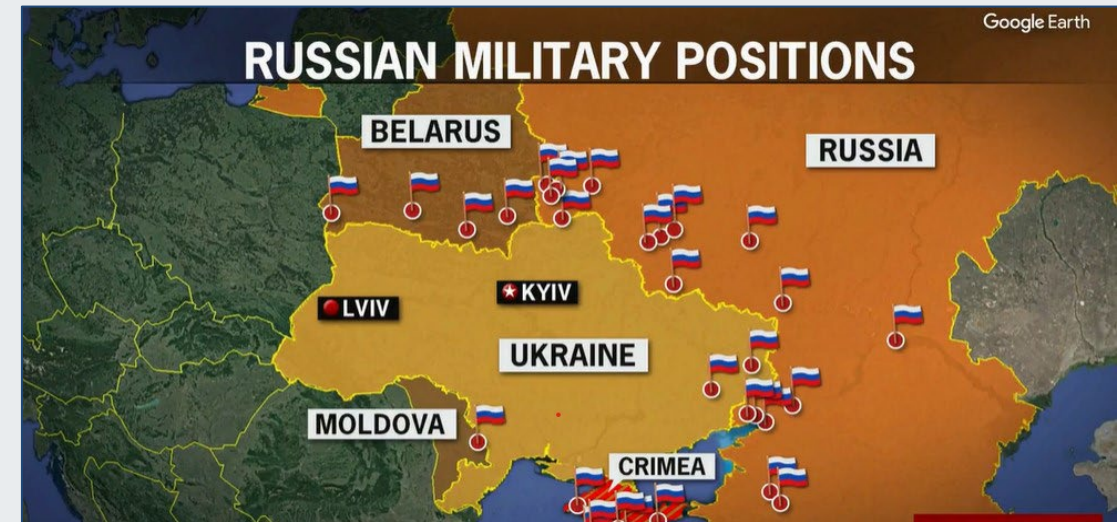 Google Earth
RUSSIAN MILITARY POSITIONS
BELARUS
RUSSIA
LVIV
KYIV
UKRAINE
MOLDOVA
CRIMEA